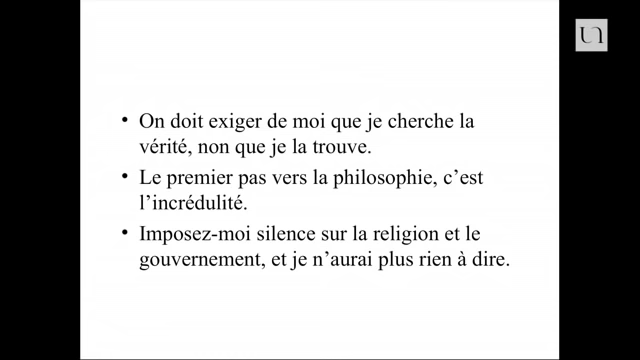 • On doit exiger de moi que je cherche la
vérité, non que je la trouve.
• Le premier pas vers la philosophie, c’est
l’incrédulité.
• Imposez-moi silence sur la religion et le
gouvernement, et je n’aurai plus rien à dire.